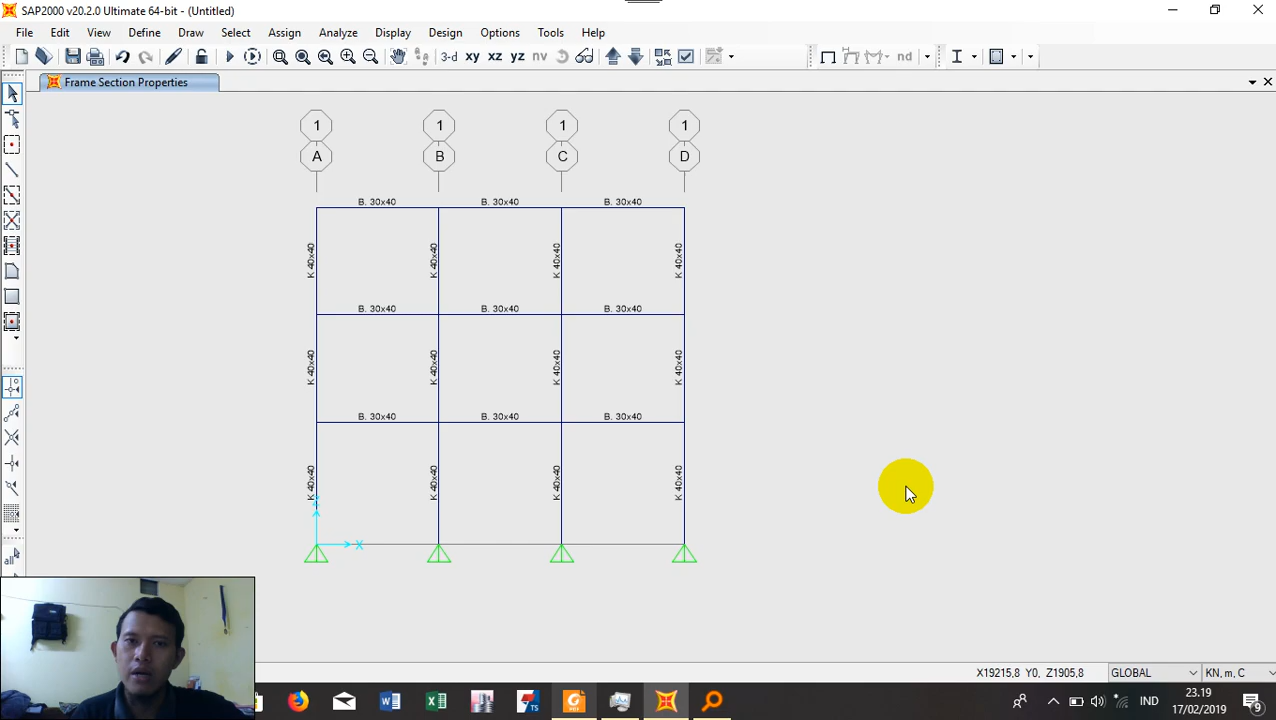 SAP2000 v20.2.0 Ultimate 64-bit - (Untitled)
File Edit View Define Draw Select Assign Analyze Display Design Options Tools Help
3-d xy xz yz nv nd
Frame Section Properties
1 1 1 1
A B C D
B. 30x40 B. 30x40 B. 30x40
K 40x40 K 40x40 K 40x40 K 40x40
B. 30x40 B. 30x40 B. 30x40
K 40x40 K 40x40 K 40x40 K 40x40
B. 30x40 B. 30x40 B. 30x40
K 40x40 K 40x40 K 40x40 K 40x40
Z
X
all
X19215,8 Y0, Z1905,8 GLOBAL KN, m, C
IND
23.19
17/02/2019
9